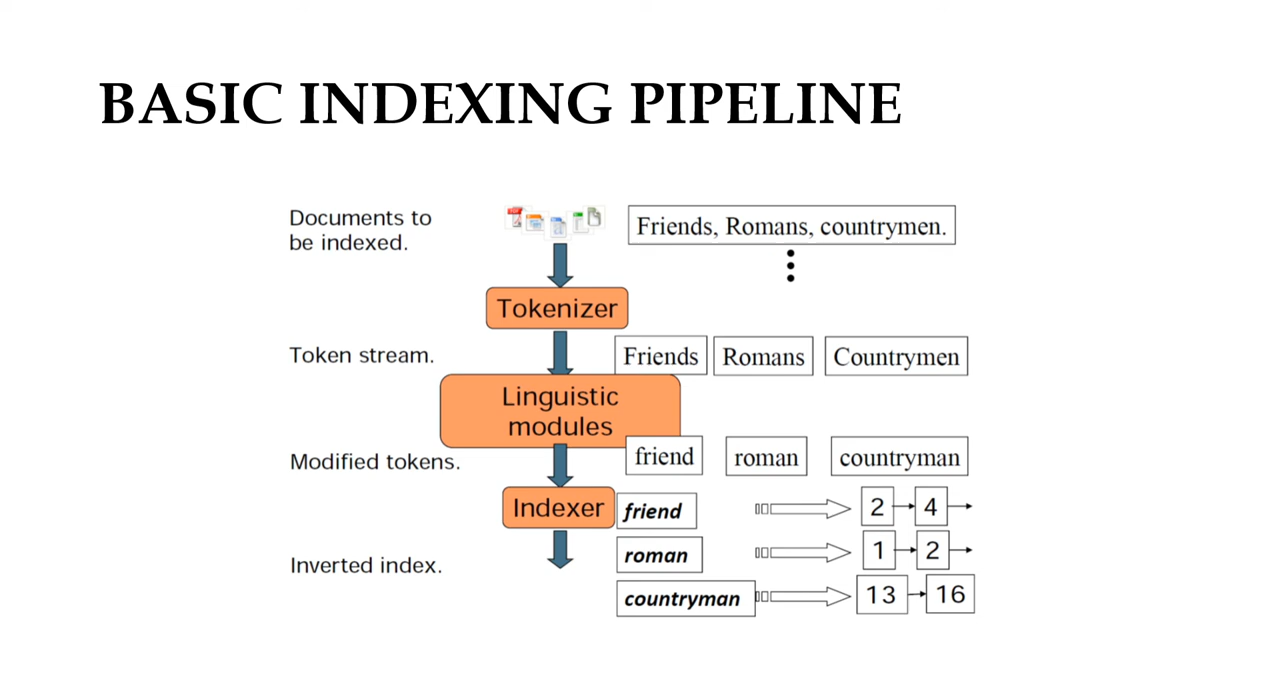 BASIC INDEXING PIPELINE
Documents to
be indexed.
Friends, Romans, countrymen.
Tokenizer
Token stream.
Friends
Romans
Countrymen
Linguistic
modules
Modified tokens.
friend
roman
countryman
Indexer
friend
2
4
roman
1
2
Inverted index.
countryman
13
16